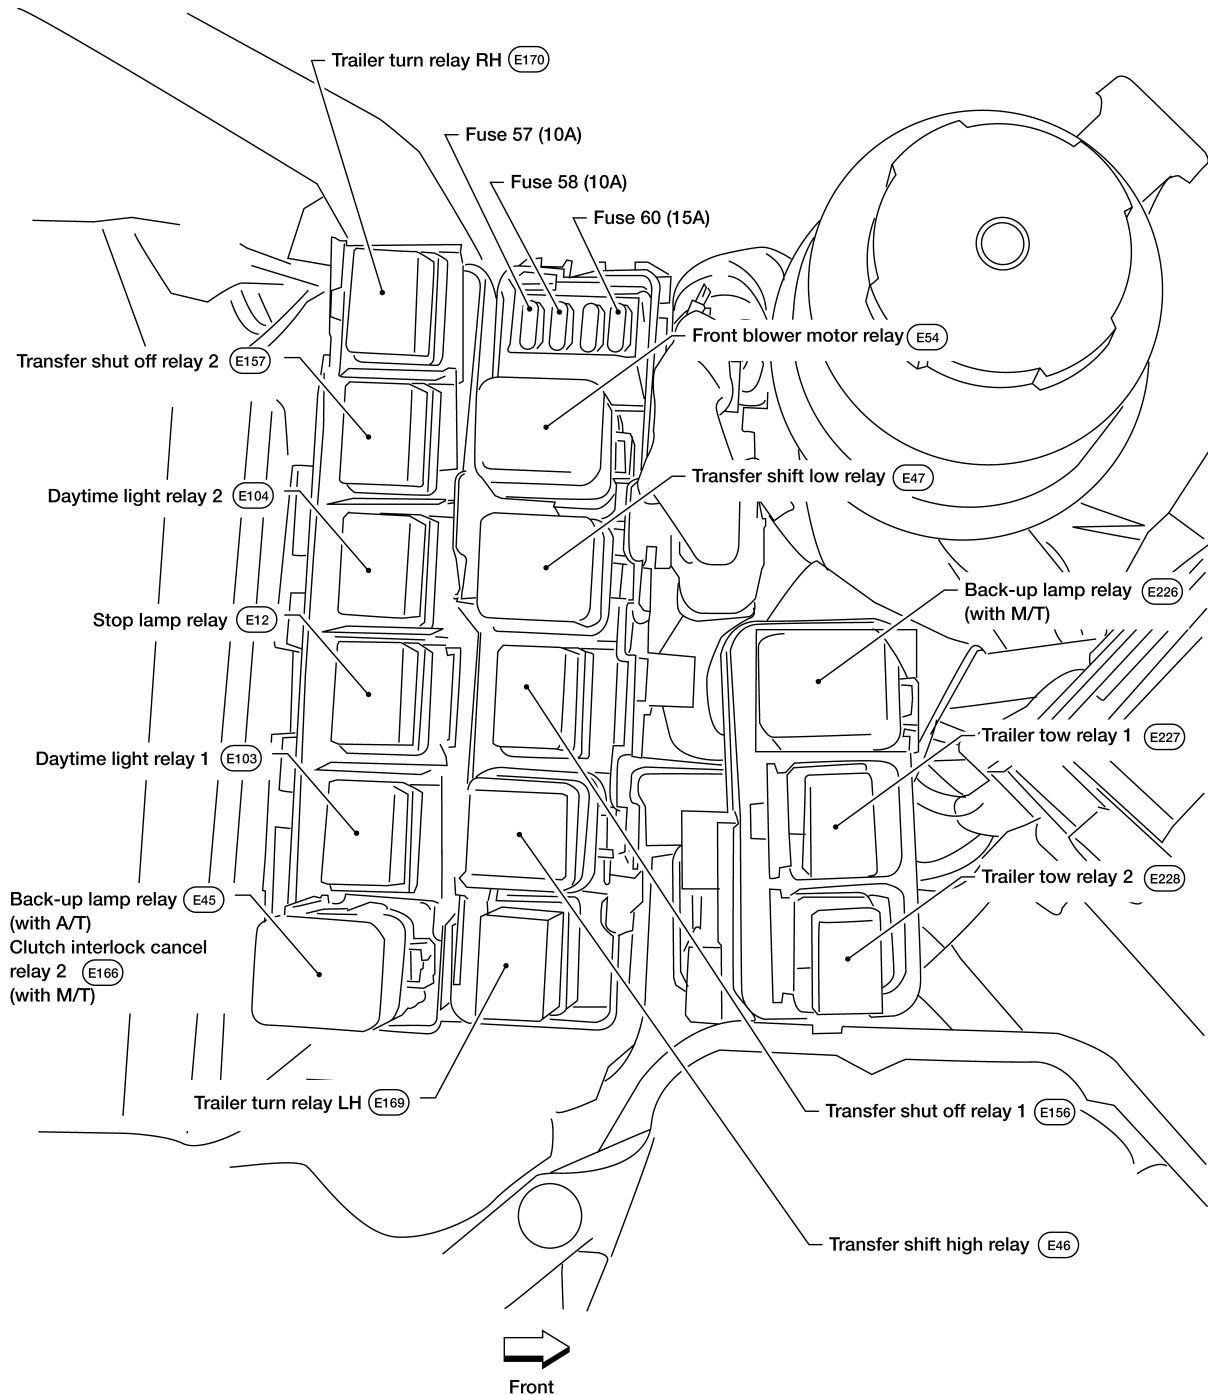 Trailer turn relay RH E170
Fuse 57 (10A)
Fuse 58 (10A)
Fuse 60 (15A)
Front blower motor relay E54
Transfer shut off relay 2 E157
Transfer shift low relay E47
Daytime light relay 2 E104
Back-up lamp relay E226
(with M/T)
Stop lamp relay E12
Trailer tow relay 1 E227
Daytime light relay 1 E103
Trailer tow relay 2 E228
Back-up lamp relay E45
(with A/T)
Clutch interlock cancel
relay 2 E166
(with M/T)
Trailer turn relay LH E169
Transfer shut off relay 1 E156
Transfer shift high relay E46
Front